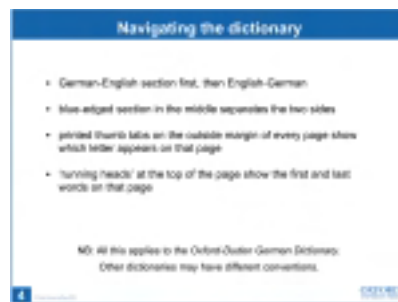 Navigating the dictionary
• German-English section first, then English-German
• blue-edged section in the middle separates the two sides
• printed thumb tabs on the outside margin of every page show
which letter appears on that page
• 'running heads' at the top of the page show the first and last
words on that page
NB: All this applies to the Oxford-Duden German Dictionary.
Other dictionaries may have different conventions.
4
OXFORD